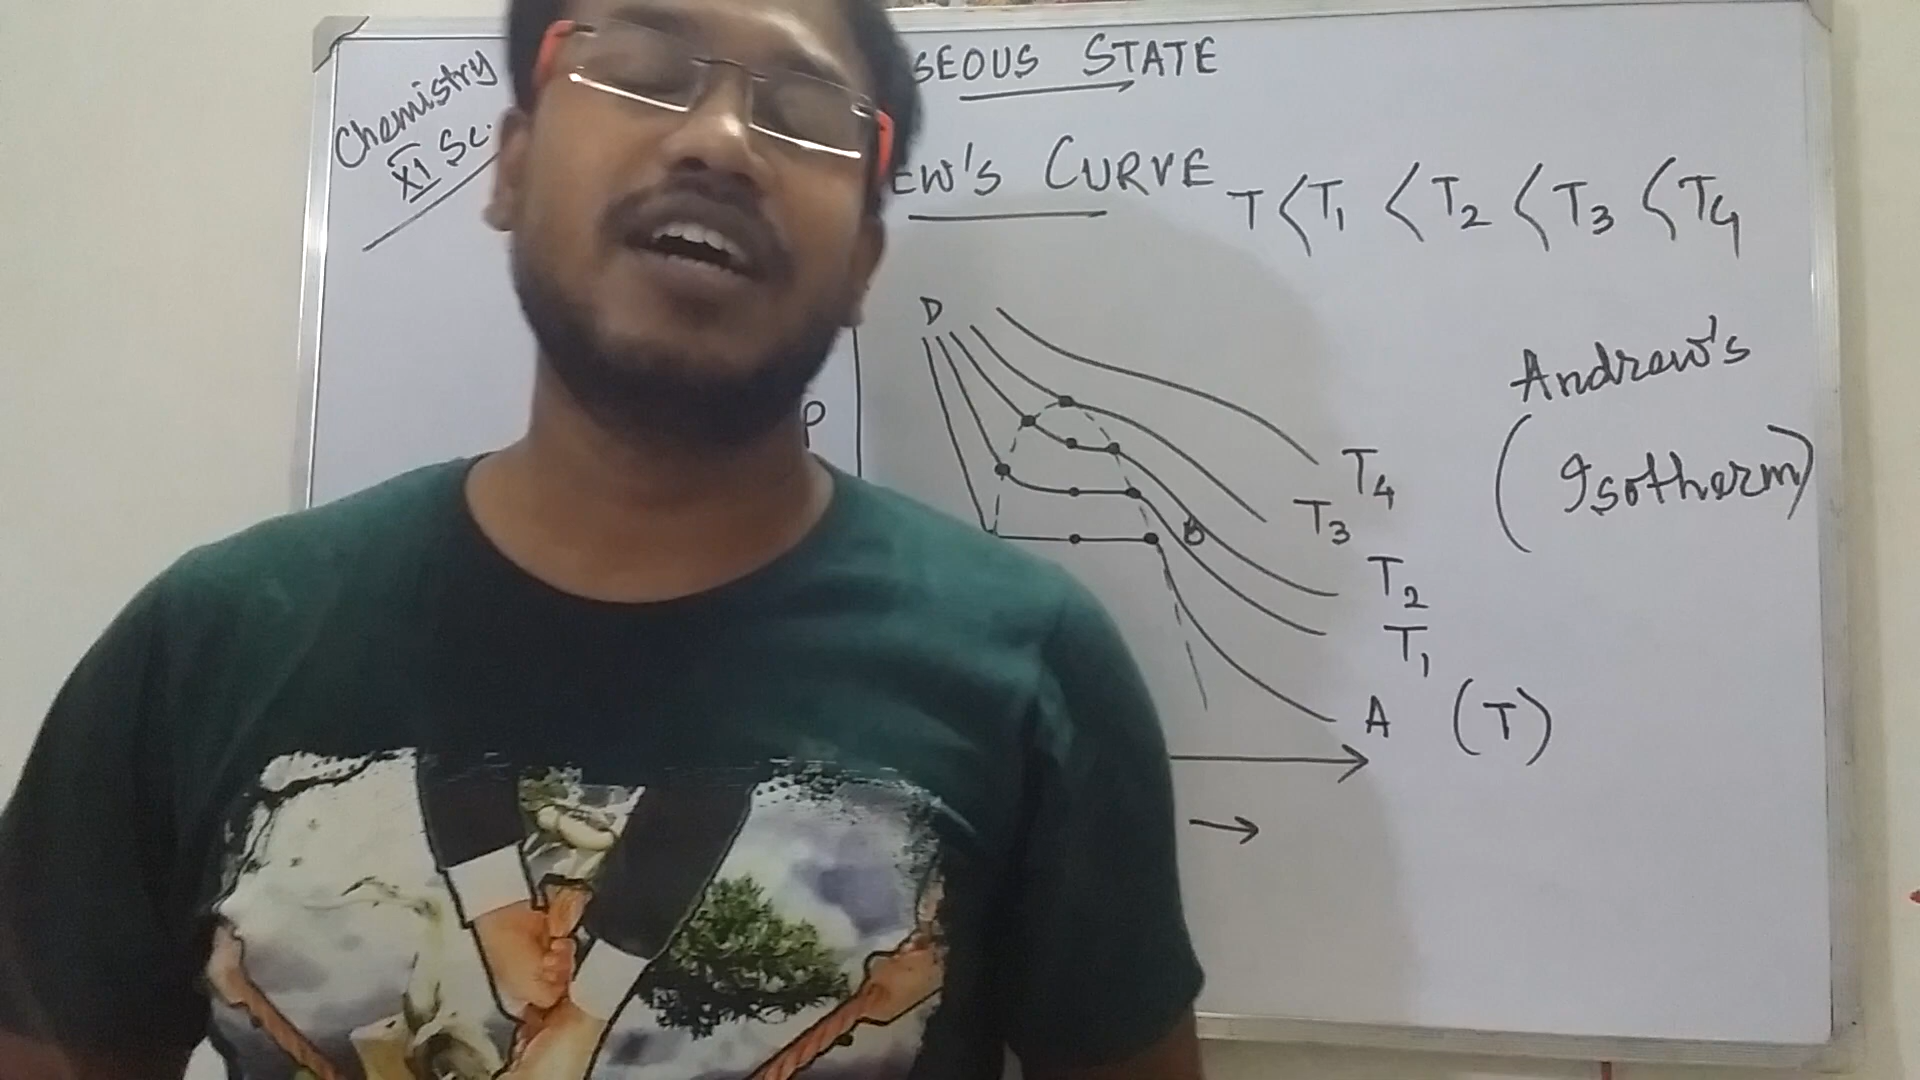 Chemistry
XI Sc.
SEOUS STATE
EW'S CURVE
T < T1 < T2 < T3 < T4
D
P
Andrew's
(Isotherm)
T4
T3
B
T2
T1
A (T)